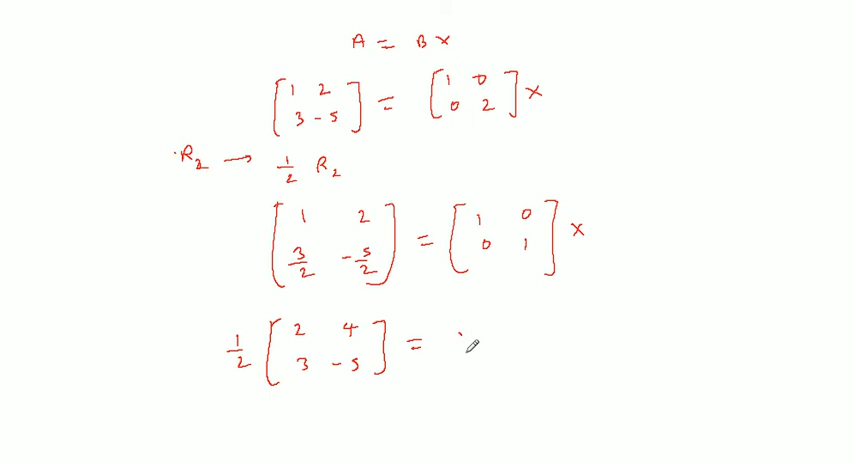 A = B x
[1 2 3 -5] = [1 0 0 2] x
R2 → 1/2 R2
[1 2 3/2 -5/2] = [1 0 0 1] x
1/2 [2 4 3 -5] =